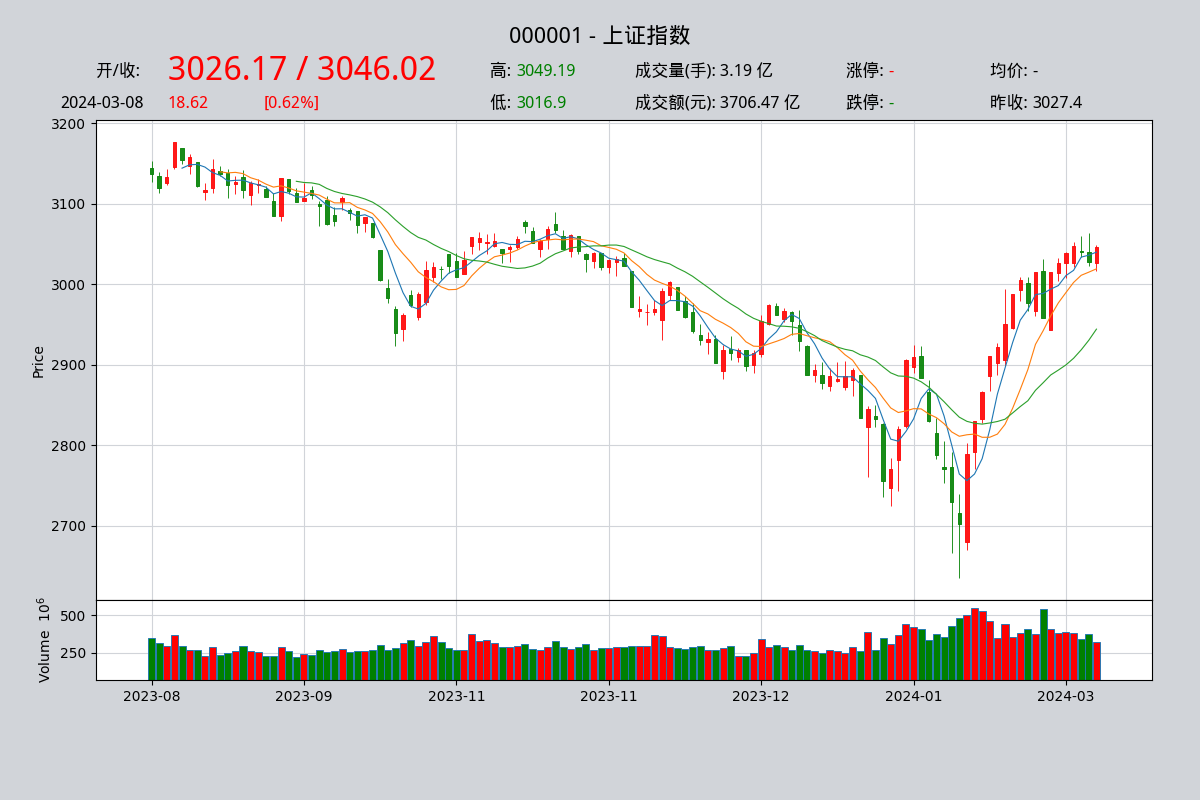 000001 - 上证指数
开/收: 3026.17 / 3046.02 高: 3049.19 成交量(手): 3.19 亿 涨停: - 均价: -
2024-03-08 18.62 [0.62%] 低: 3016.9 成交额(元): 3706.47 亿 跌停: - 昨收: 3027.4
3200
3100
3000
2900
2800
2700
Price
500
250
Volume 10^6
2023-08 2023-09 2023-11 2023-11 2023-12 2024-01 2024-03